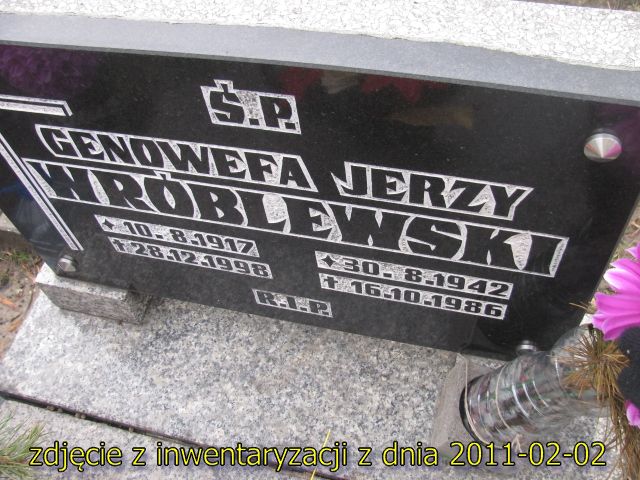 Ś.P.
GENOWEFA JERZY
WRÓBLEWSKI
10.8.1917 30.8.1942
✝28.12.1998 ✝16.10.1986
R.I.P.
zdjęcie z inwentaryzacji z dnia 2011-02-02